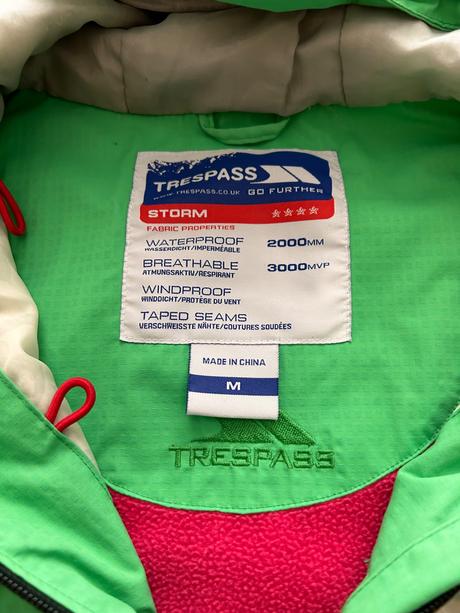 TRESPASS
WWW.TRESPASS.CO.UK GO FURTHER
STORM
FABRIC PROPERTIES
WATERPROOF 2000MM
WASSERDICHT/IMPERMÉABLE
BREATHABLE 3000MVP
ATMUNGSAKTIV/RESPIRANT
WINDPROOF
WINDDICHT/PROTÈGE DU VENT
TAPED SEAMS
VERSCHWEISSTE NÄHTE/COUTURES SOUDÉES
MADE IN CHINA
M
TRESPASS